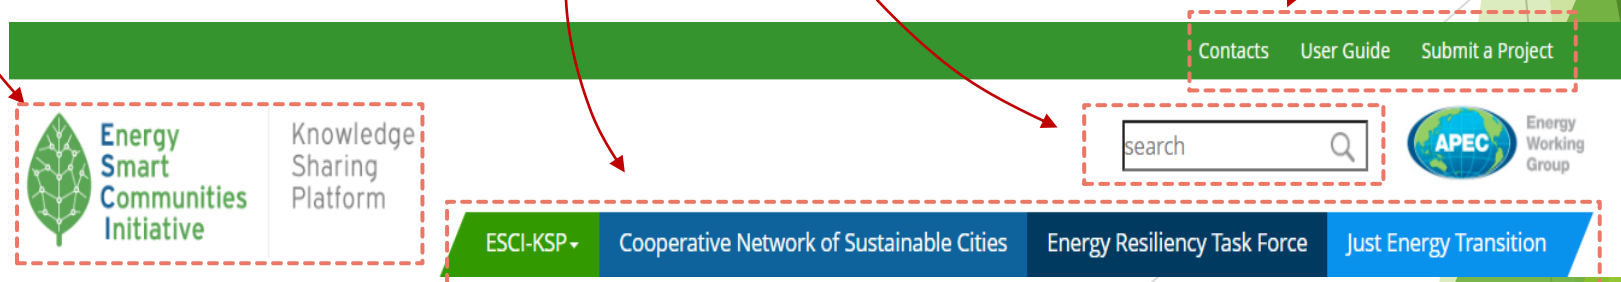 Contacts User Guide Submit a Project
Energy
Smart
Communities
Initiative
Knowledge
Sharing
Platform
search
APEC
Energy
Working
Group
ESCI-KSP Cooperative Network of Sustainable Cities Energy Resiliency Task Force Just Energy Transition